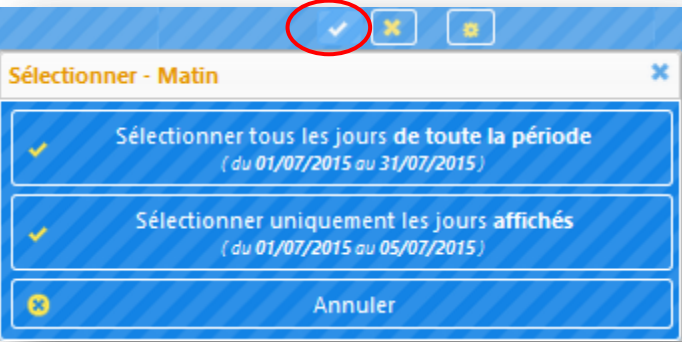 Sélectionner - Matin
Sélectionner tous les jours de toute la période
( du 01/07/2015 au 31/07/2015 )
Sélectionner uniquement les jours affichés
( du 01/07/2015 au 05/07/2015 )
Annuler